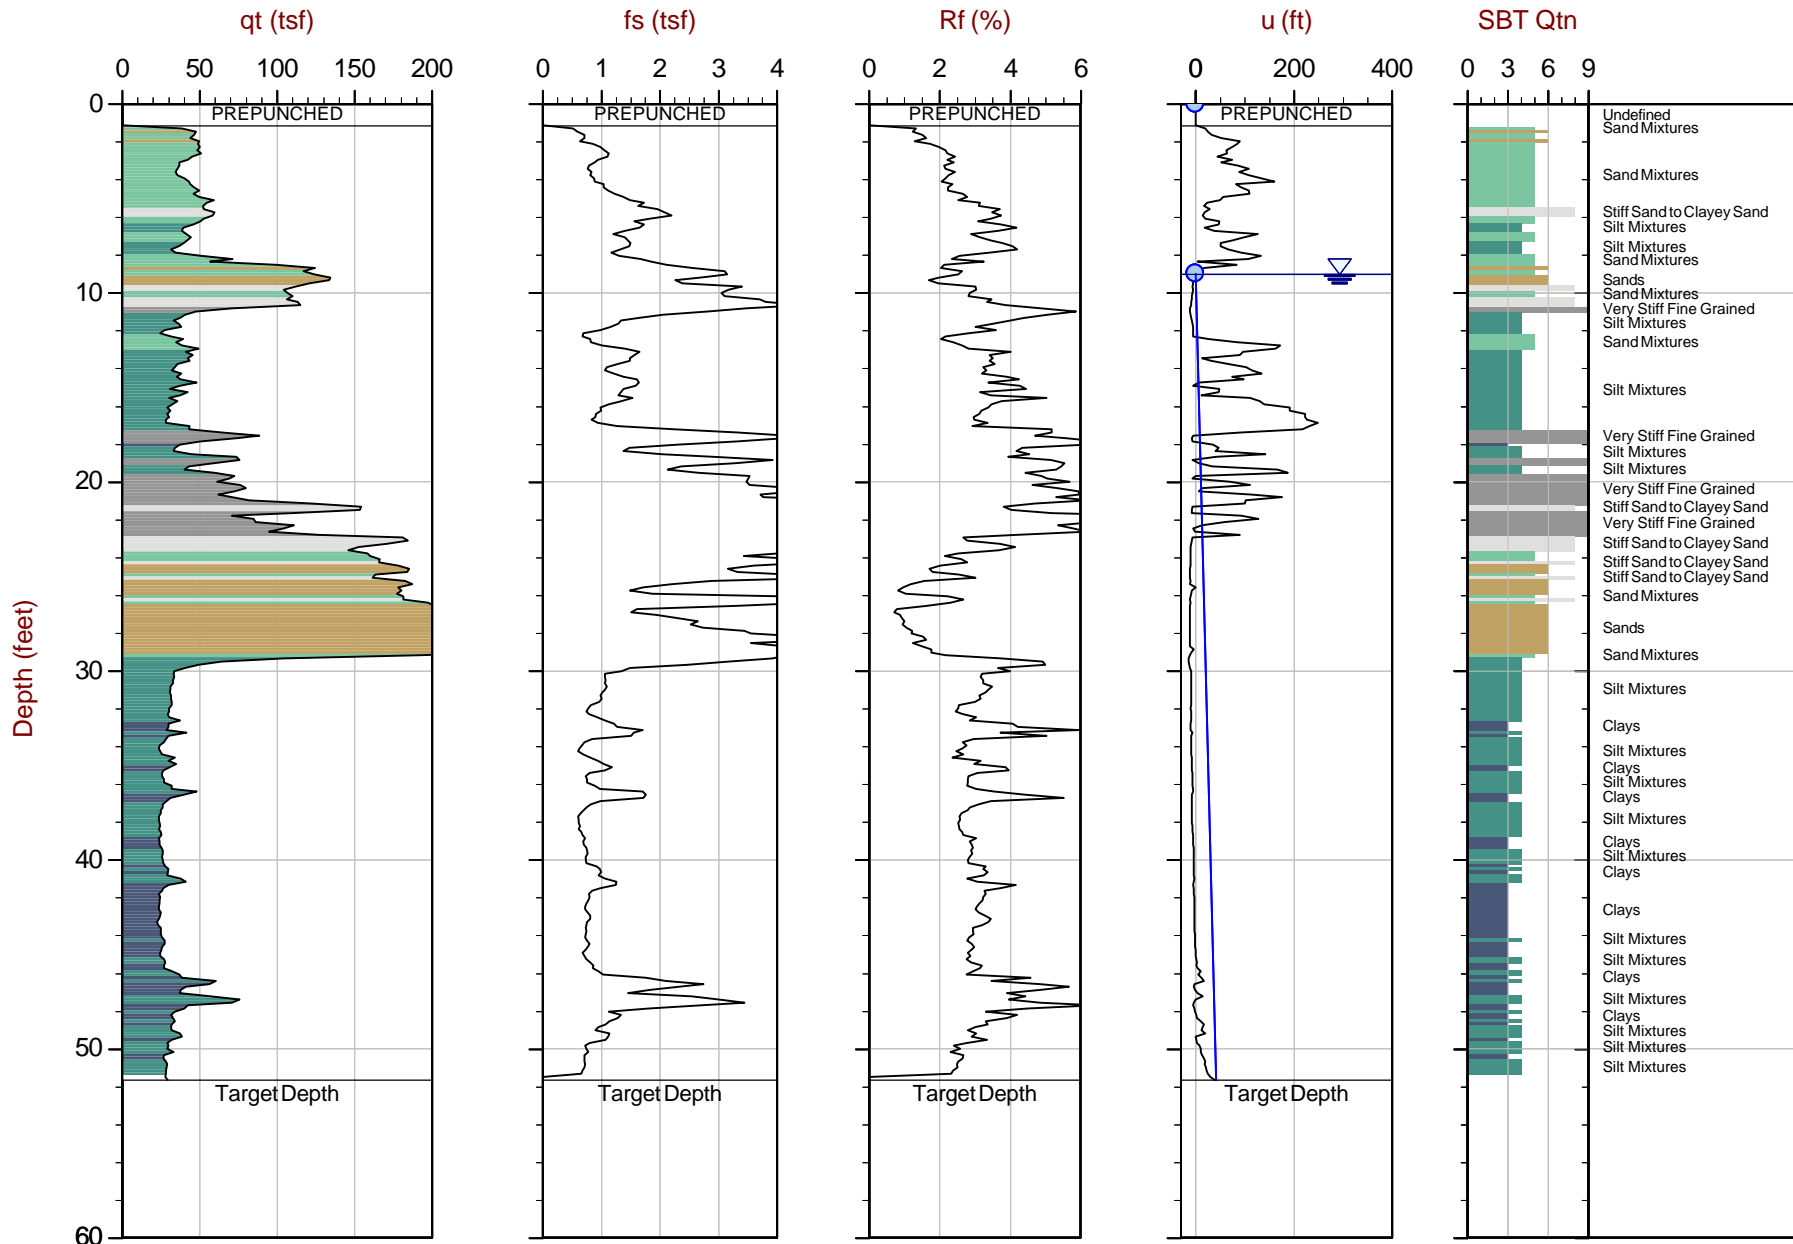 qt (tsf) fs (tsf) Rf (%) u (ft) SBT Qtn
0 50 100 150 200 0 1 2 3 4 0 2 4 6 0 200 400 0 3 6 9
0
10
20
30
40
50
60
Depth (feet)
PREPUNCHED PREPUNCHED PREPUNCHED PREPUNCHED
Undefined
Sand Mixtures
Sand Mixtures
Stiff Sand to Clayey Sand
Silt Mixtures
Silt Mixtures
Sand Mixtures
Sands
Sand Mixtures
Very Stiff Fine Grained
Silt Mixtures
Sand Mixtures
Silt Mixtures
Very Stiff Fine Grained
Silt Mixtures
Silt Mixtures
Very Stiff Fine Grained
Stiff Sand to Clayey Sand
Very Stiff Fine Grained
Stiff Sand to Clayey Sand
Stiff Sand to Clayey Sand
Stiff Sand to Clayey Sand
Sand Mixtures
Sands
Sand Mixtures
Silt Mixtures
Clays
Silt Mixtures
Clays
Silt Mixtures
Clays
Silt Mixtures
Clays
Silt Mixtures
Clays
Clays
Silt Mixtures
Silt Mixtures
Clays
Silt Mixtures
Clays
Silt Mixtures
Silt Mixtures
Silt Mixtures
Target Depth Target Depth Target Depth Target Depth